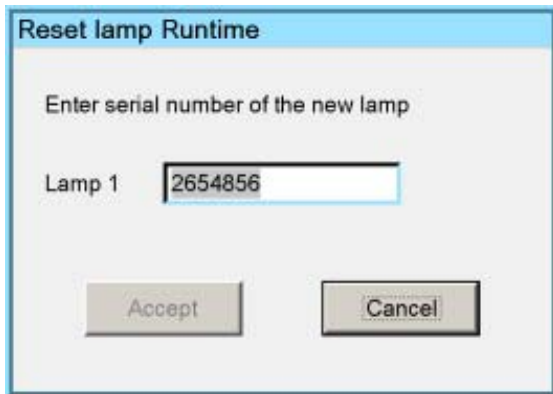 Reset lamp Runtime
Enter serial number of the new lamp
Lamp 1 2654856
Accept Cancel